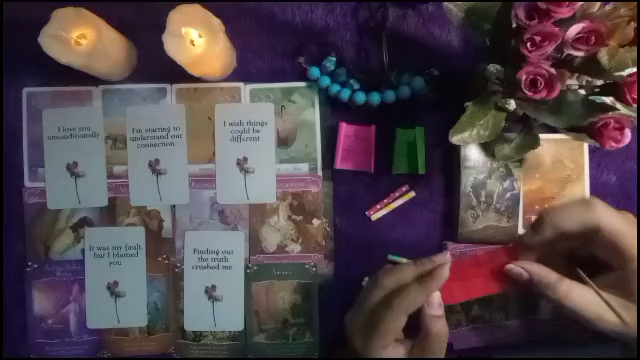 I love you
unconditionally
I'm starting to
understand our
connection
I wish things
could be
different
It was my fault
but I blamed
you
Finding out
the truth
crushed me